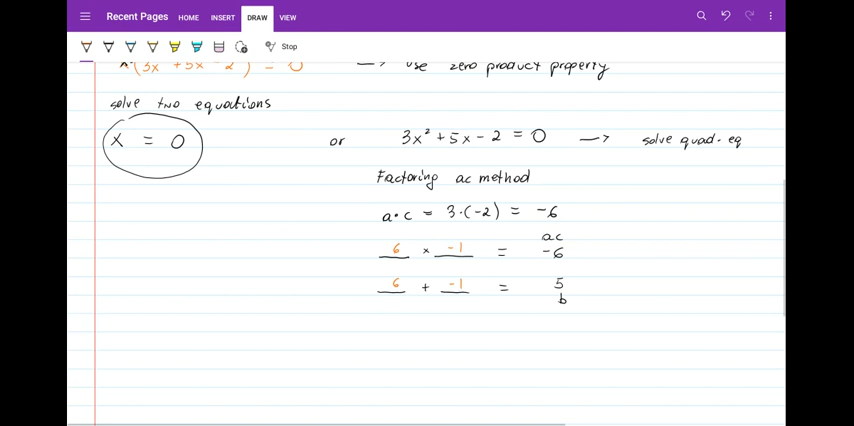 Recent Pages HOME INSERT DRAW VIEW
Stop
x·(3x² + 5x − 2) = 0 → use zero product property
solve two equations
x = 0 or 3x² + 5x − 2 = 0 → solve quad. eq
Factoring ac method
a•c = 3·(−2) = −6
ac
6 × −1 = −6
6 + −1 = 5
b